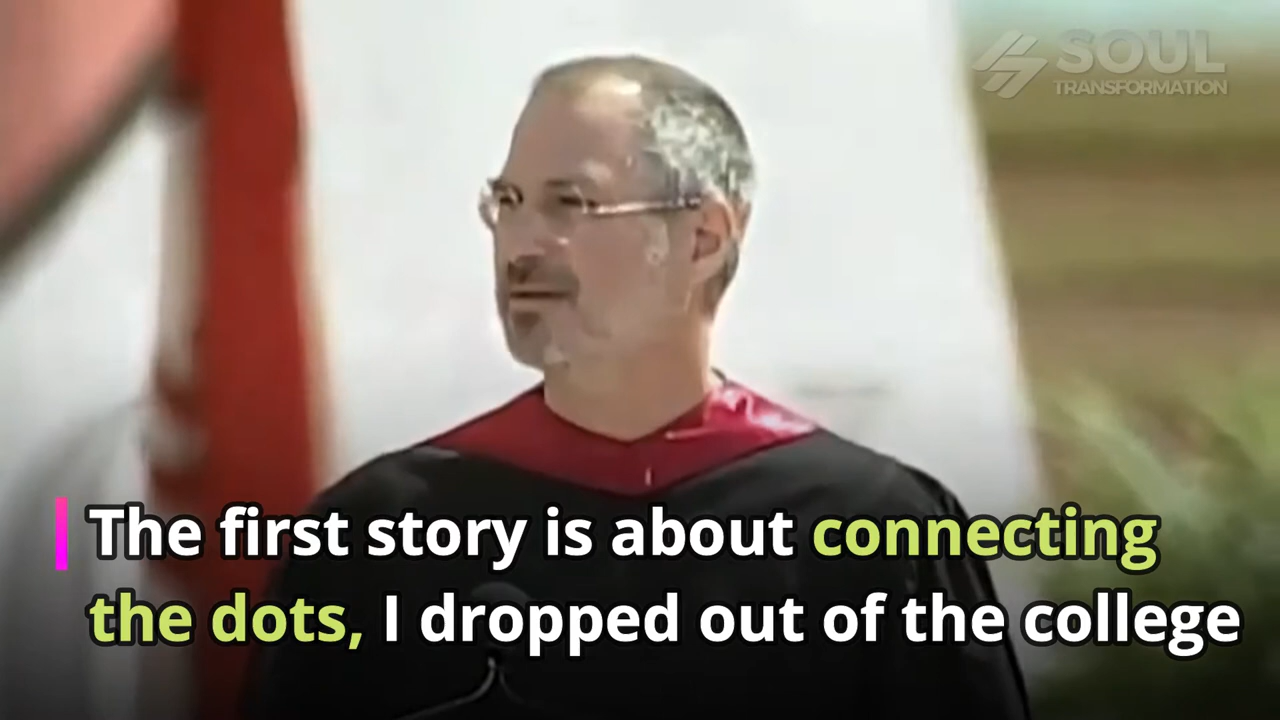 SOUL
TRANSFORMATION
The first story is about connecting
the dots, I dropped out of the college